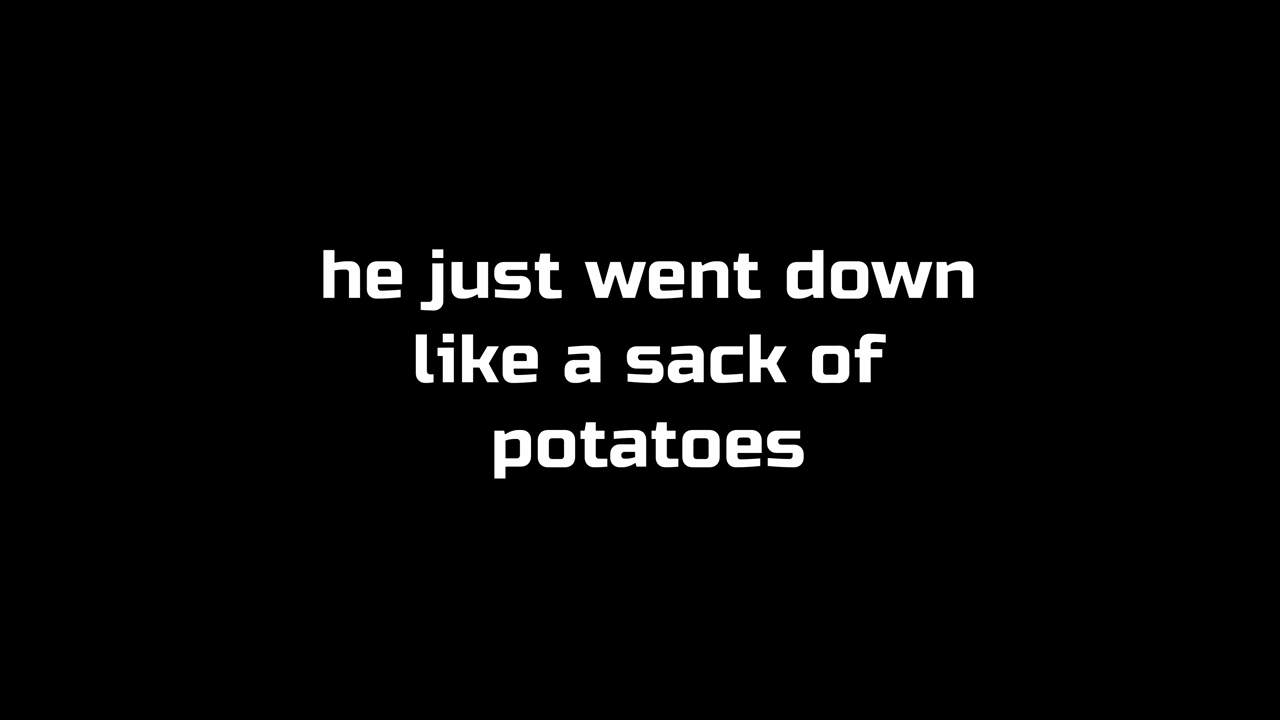 he just went down
like a sack of
potatoes